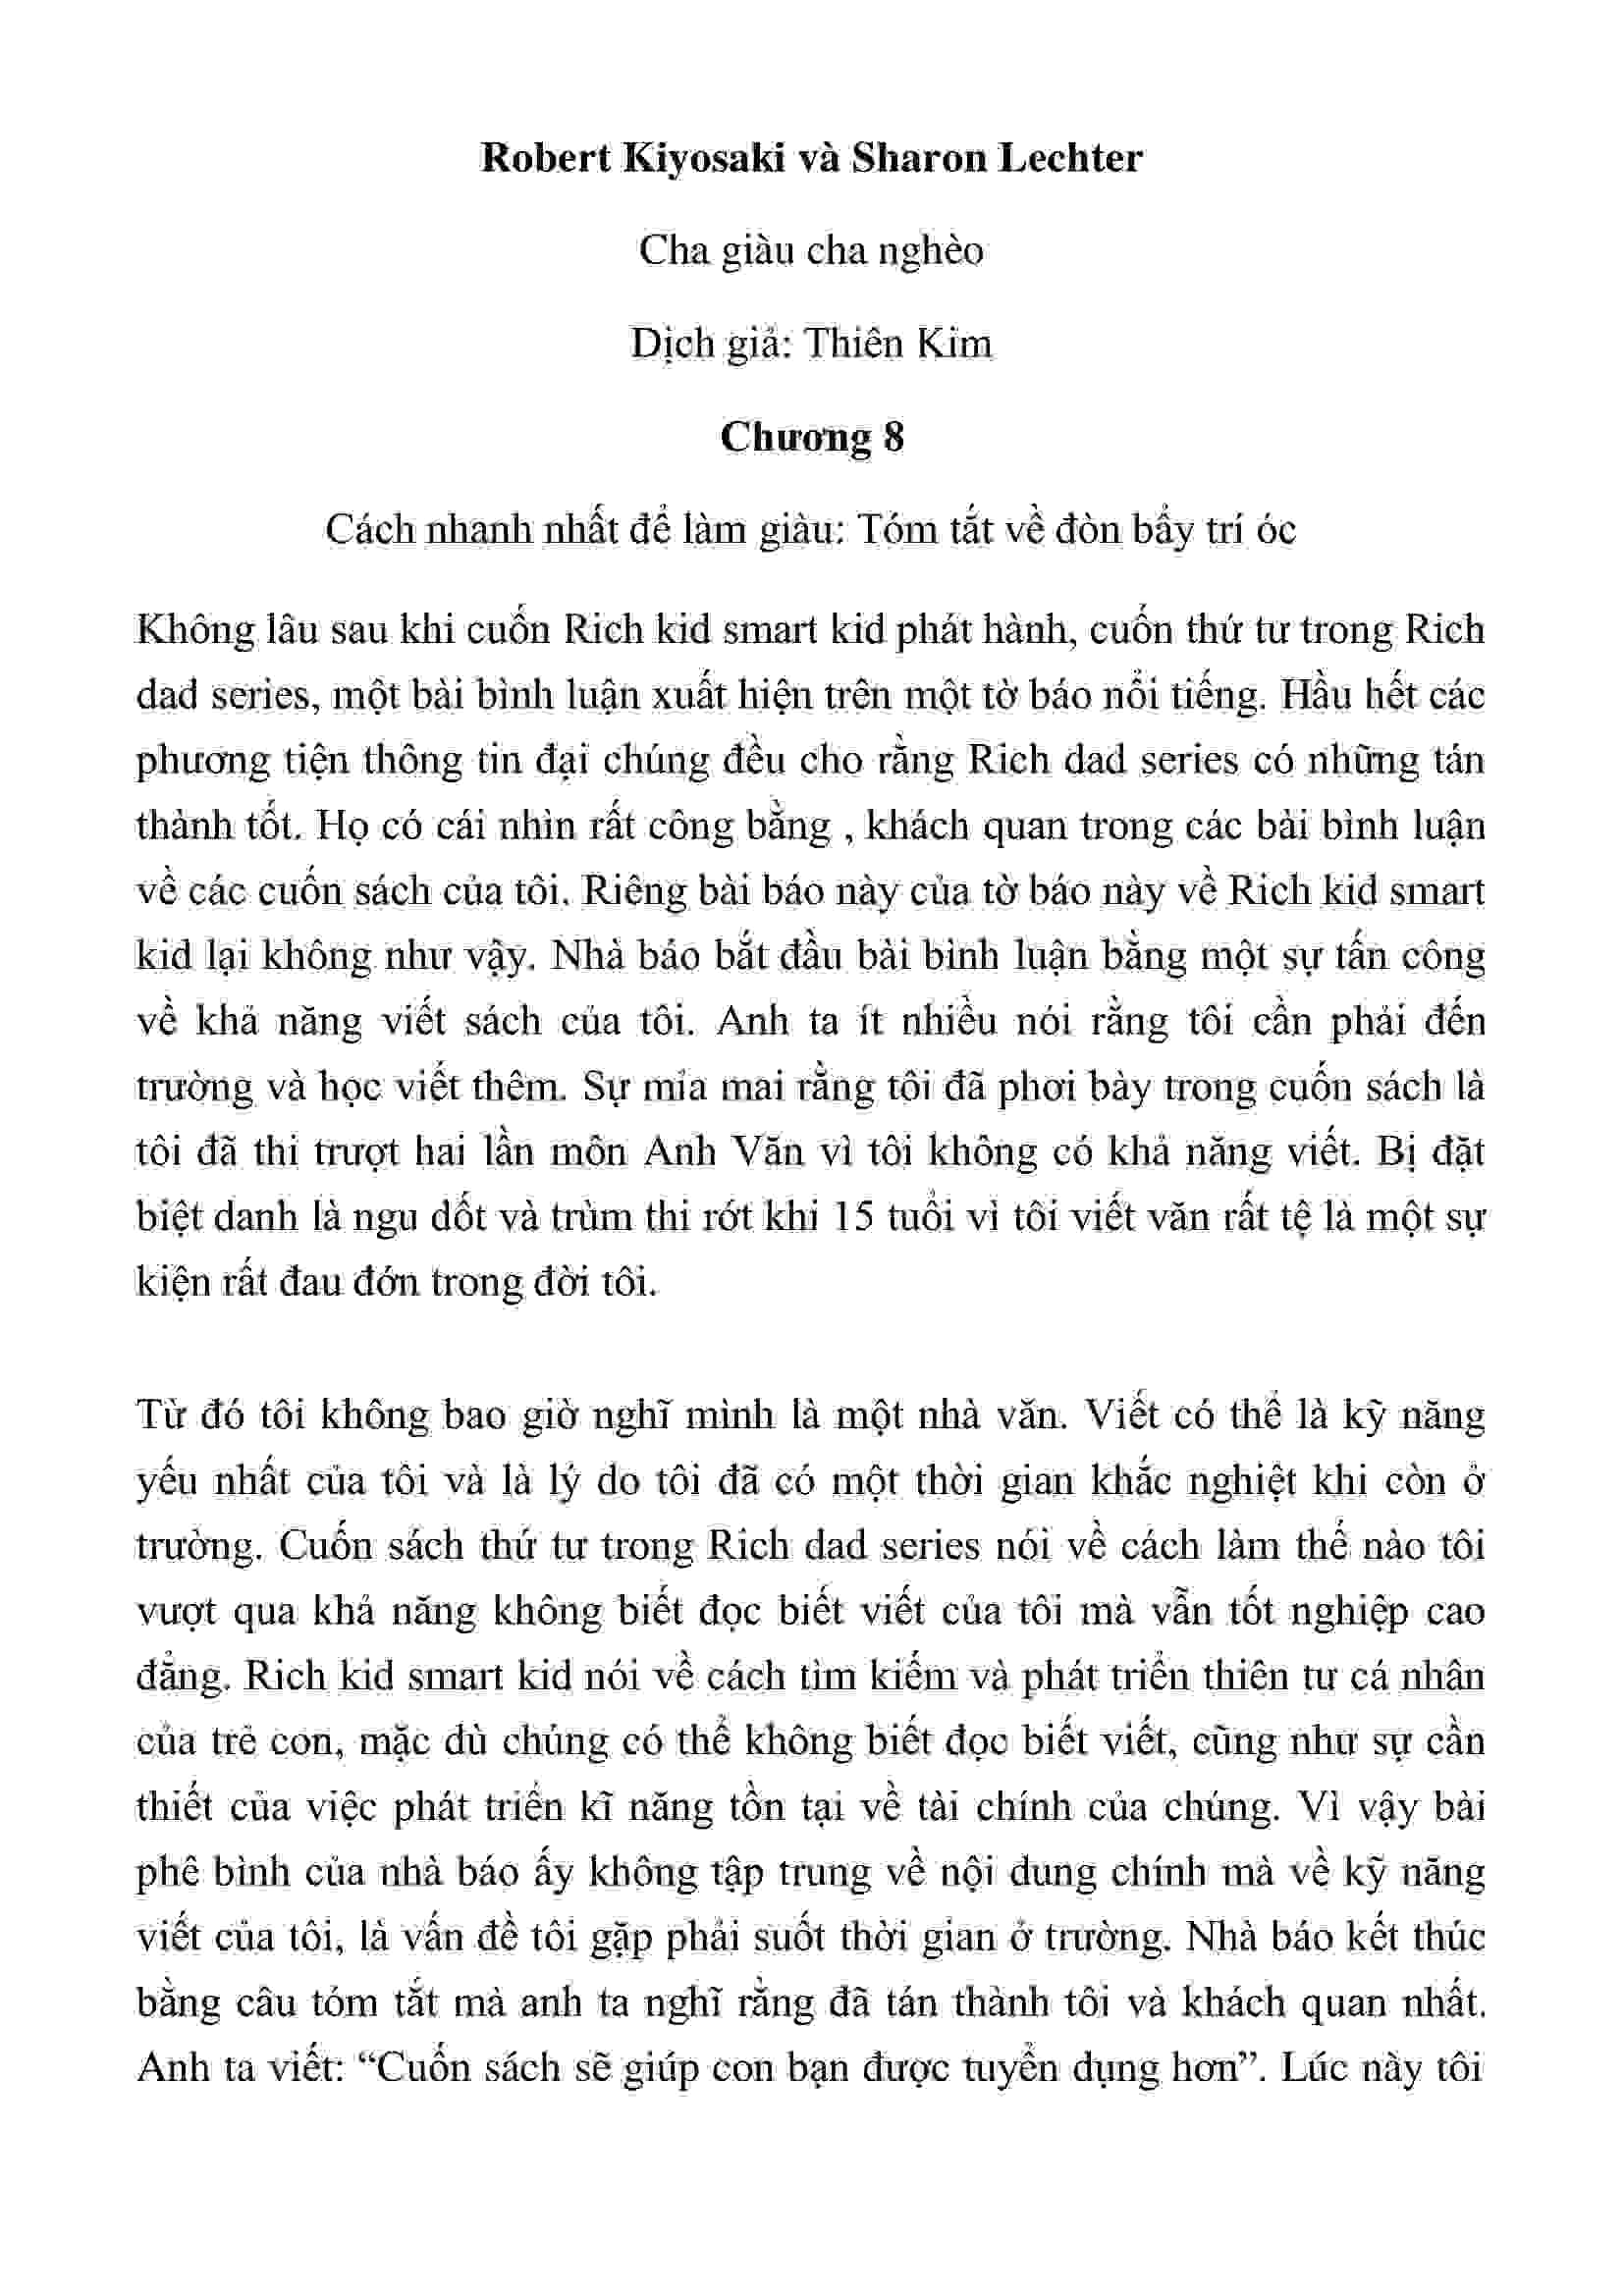 Robert Kiyosaki và Sharon Lechter
Cha giàu cha nghèo
Dịch giả: Thiên Kim
Chương 8
Cách nhanh nhất để làm giàu: Tóm tắt về đòn bẩy trí óc
Không lâu sau khi cuốn Rich kid smart kid phát hành, cuốn thứ tư trong Rich
dad series, một bài bình luận xuất hiện trên một tờ báo nổi tiếng. Hầu hết các
phương tiện thông tin đại chúng đều cho rằng Rich dad series có những tán
thành tốt. Họ có cái nhìn rất công bằng , khách quan trong các bài bình luận
về các cuốn sách của tôi. Riêng bài báo này của tờ báo này về Rich kid smart
kid lại không như vậy. Nhà báo bắt đầu bài bình luận bằng một sự tấn công
về khả năng viết sách của tôi. Anh ta ít nhiều nói rằng tôi cần phải đến
trường và học viết thêm. Sự mỉa mai rằng tôi đã phơi bày trong cuốn sách là
tôi đã thi trượt hai lần môn Anh Văn vì tôi không có khả năng viết. Bị đặt
biệt danh là ngu dốt và trùm thi rớt khi 15 tuổi vì tôi viết văn rất tệ là một sự
kiện rất đau đớn trong đời tôi.
Từ đó tôi không bao giờ nghĩ mình là một nhà văn. Viết có thể là kỹ năng
yếu nhất của tôi và là lý do tôi đã có một thời gian khắc nghiệt khi còn ở
trường. Cuốn sách thứ tư trong Rich dad series nói về cách làm thế nào tôi
vượt qua khả năng không biết đọc biết viết của tôi mà vẫn tốt nghiệp cao
đẳng. Rich kid smart kid nói về cách tìm kiếm và phát triển thiên tư cá nhân
của trẻ con, mặc dù chúng có thể không biết đọc biết viết, cũng như sự cần
thiết của việc phát triển kĩ năng tồn tại về tài chính của chúng. Vì vậy bài
phê bình của nhà báo ấy không tập trung về nội dung chính mà về kỹ năng
viết của tôi, là vấn đề tôi gặp phải suốt thời gian ở trường. Nhà báo kết thúc
bằng câu tóm tắt mà anh ta nghĩ rằng đã tán thành tôi và khách quan nhất.
Anh ta viết: “Cuốn sách sẽ giúp con bạn được tuyển dụng hơn”. Lúc này tôi